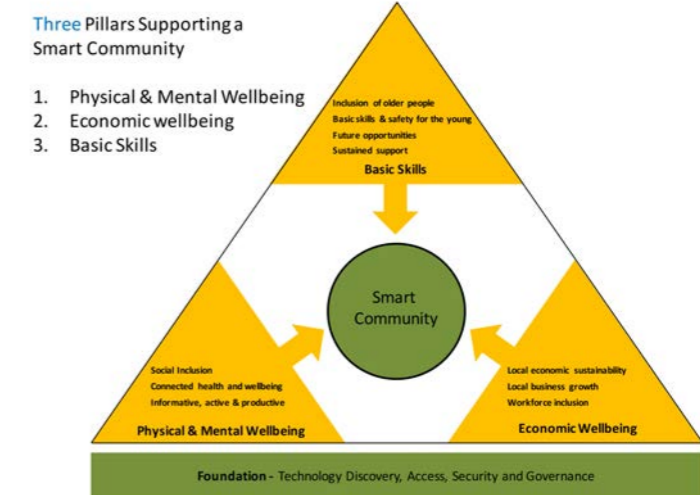 Three Pillars Supporting a
Smart Community
1. Physical & Mental Wellbeing
2. Economic wellbeing
3. Basic Skills
Inclusion of older people
Basic skills & safety for the young
Future opportunities
Sustained support
Basic Skills
Smart
Community
Social Inclusion
Connected health and wellbeing
Informative, active & productive
Physical & Mental Wellbeing
Local economic sustainability
Local business growth
Workforce inclusion
Economic Wellbeing
Foundation - Technology Discovery, Access, Security and Governance